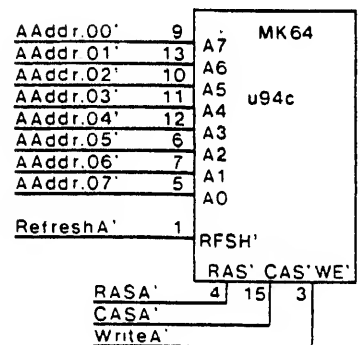 AAddr.00' 9 A7 MK64
AAddr.01' 13 A6
AAddr.02' 10 A5 u94c
AAddr.03' 11 A4
AAddr.04' 12 A3
AAddr.05' 6 A2
AAddr.06' 7 A1
AAddr.07' 5 A0
RefreshA' 1 RFSH'
RAS' CAS' WE'
RASA' 4 15 3
CASA'
WriteA'